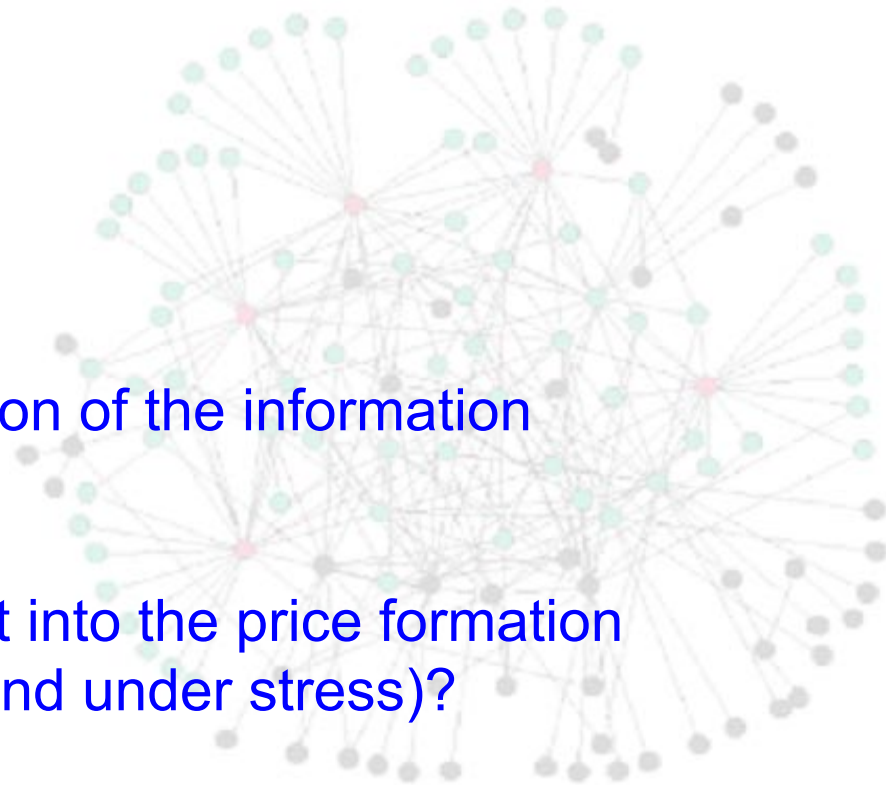 on of the information
t into the price formation
nd under stress)?